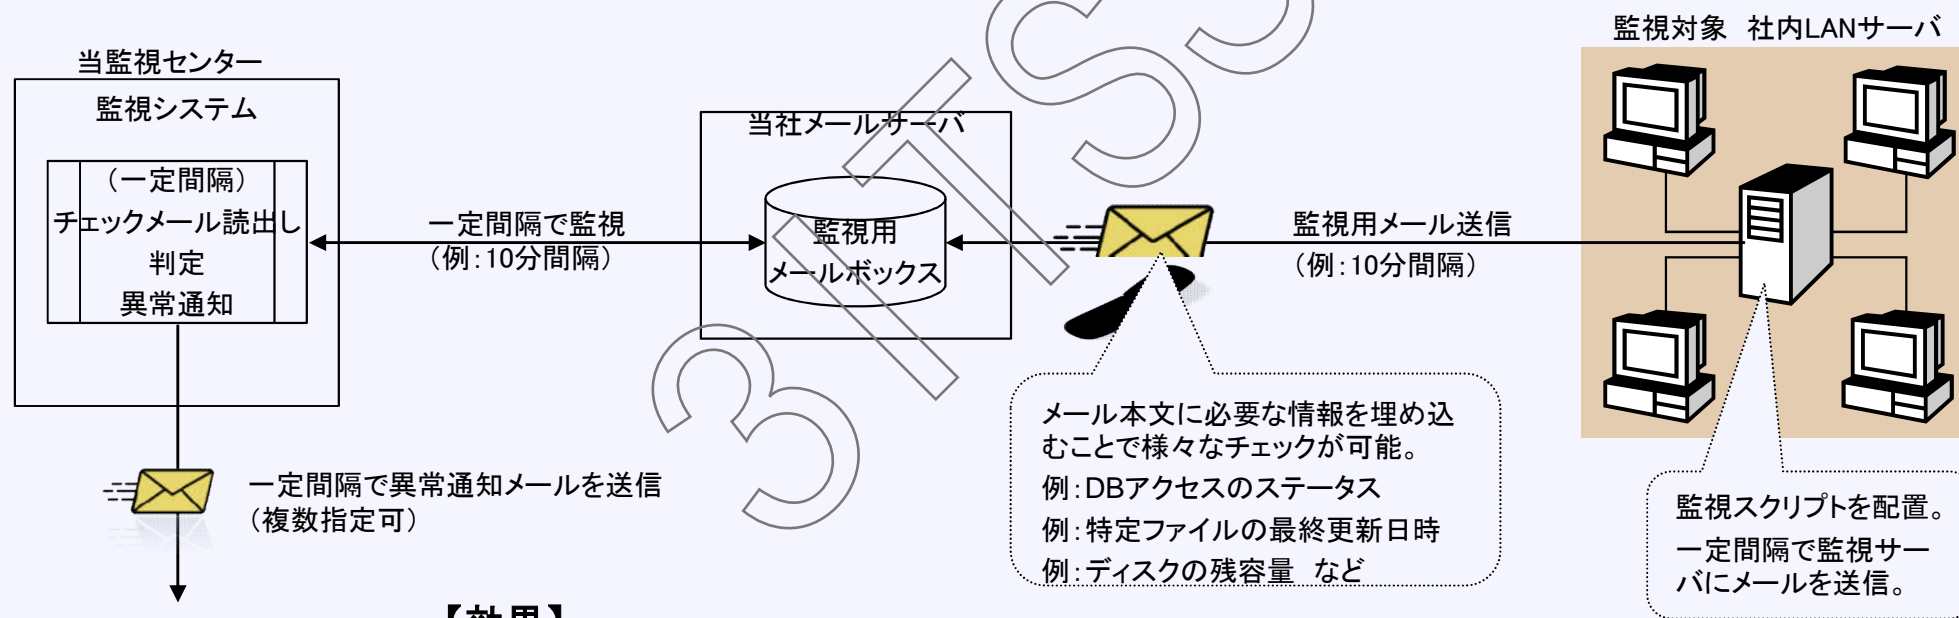 監視対象 社内LANサーバ
当監視センター
監視システム
(一定間隔)
チェックメール読出し
判定
異常通知
一定間隔で監視
(例:10分間隔)
当社メールサーバ
監視用
メールボックス
監視用メール送信
(例:10分間隔)
メール本文に必要な情報を埋め込
むことで様々なチェックが可能。
例:DBアクセスのステータス
例:特定ファイルの最終更新日時
例:ディスクの残容量 など
監視スクリプトを配置。
一定間隔で監視サー
バにメールを送信。
一定間隔で異常通知メールを送信
(複数指定可)
【効果】